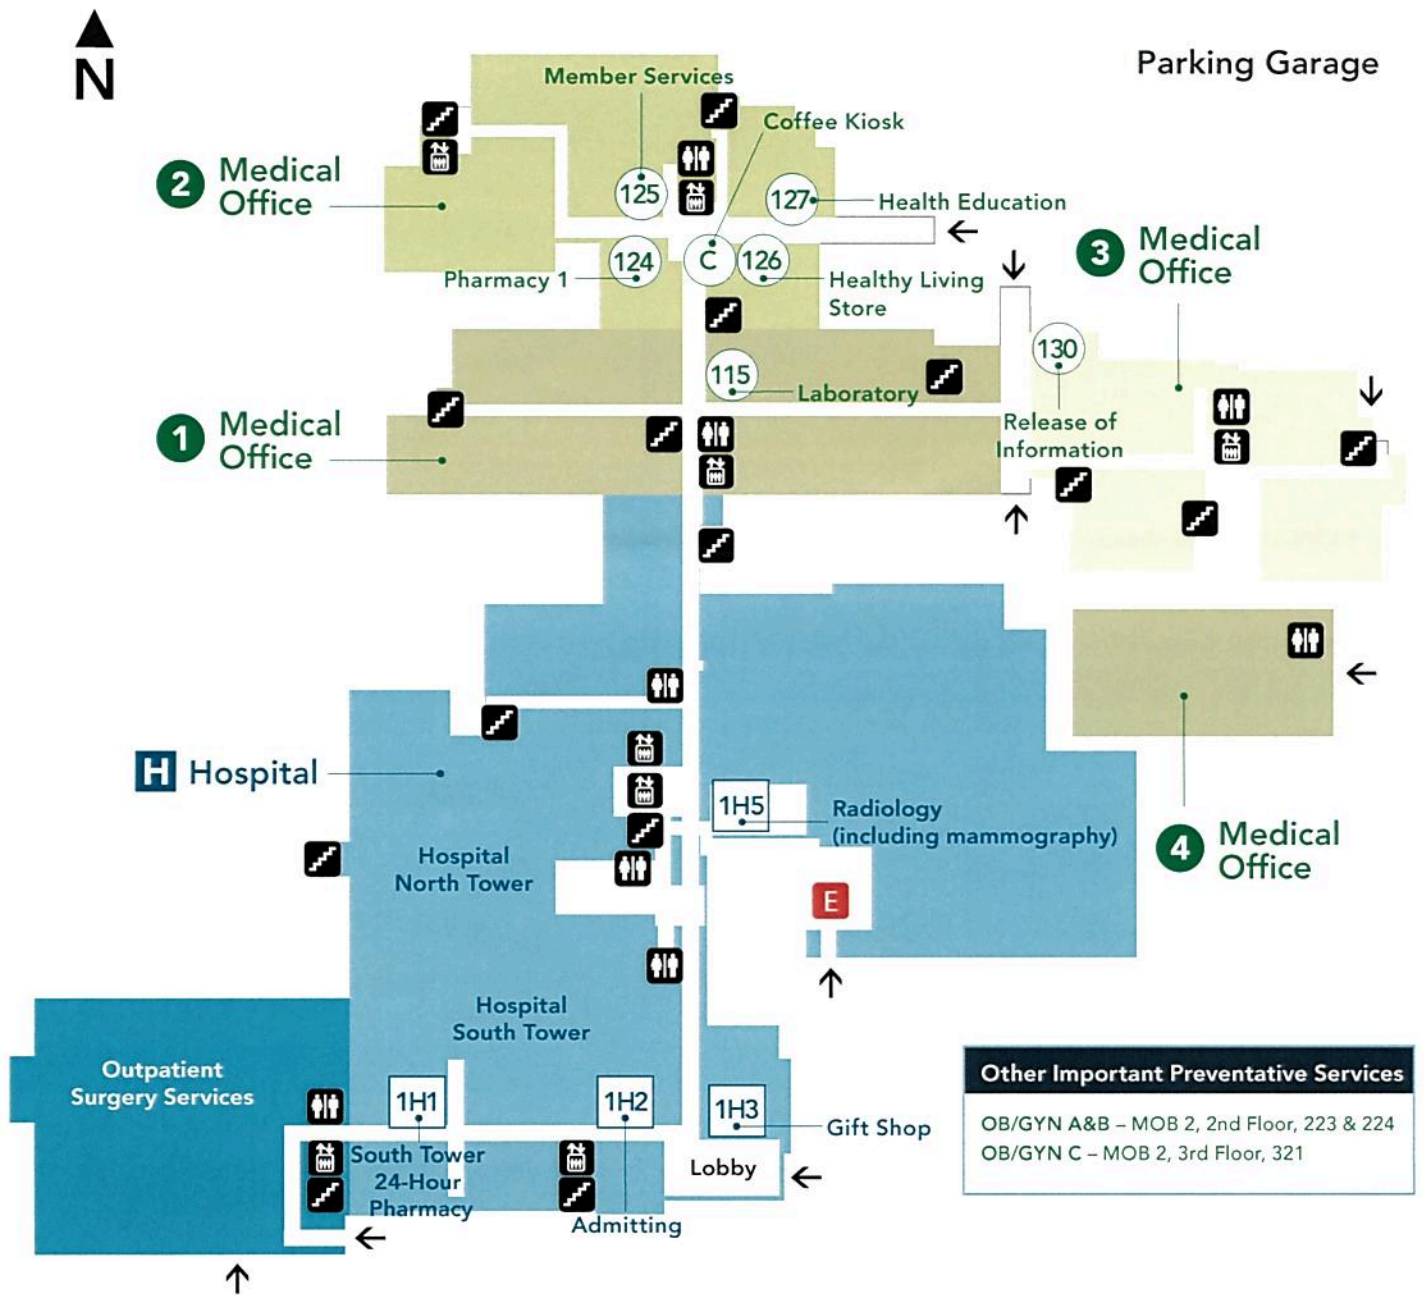 N
Parking Garage
Member Services
Coffee Kiosk
2 Medical
Office
125
127
Health Education
124
C
126
Pharmacy 1
Healthy Living
Store
3 Medical
Office
130
115
Laboratory
Release of
Information
1 Medical
Office
H Hospital
1H5
Radiology
(including mammography)
4 Medical
Office
Hospital
North Tower
E
Hospital
South Tower
Outpatient
Surgery Services
1H1
1H2
1H3
Gift Shop
South Tower
24-Hour
Pharmacy
Lobby
Admitting
Other Important Preventative Services
OB/GYN A&B – MOB 2, 2nd Floor, 223 & 224
OB/GYN C – MOB 2, 3rd Floor, 321